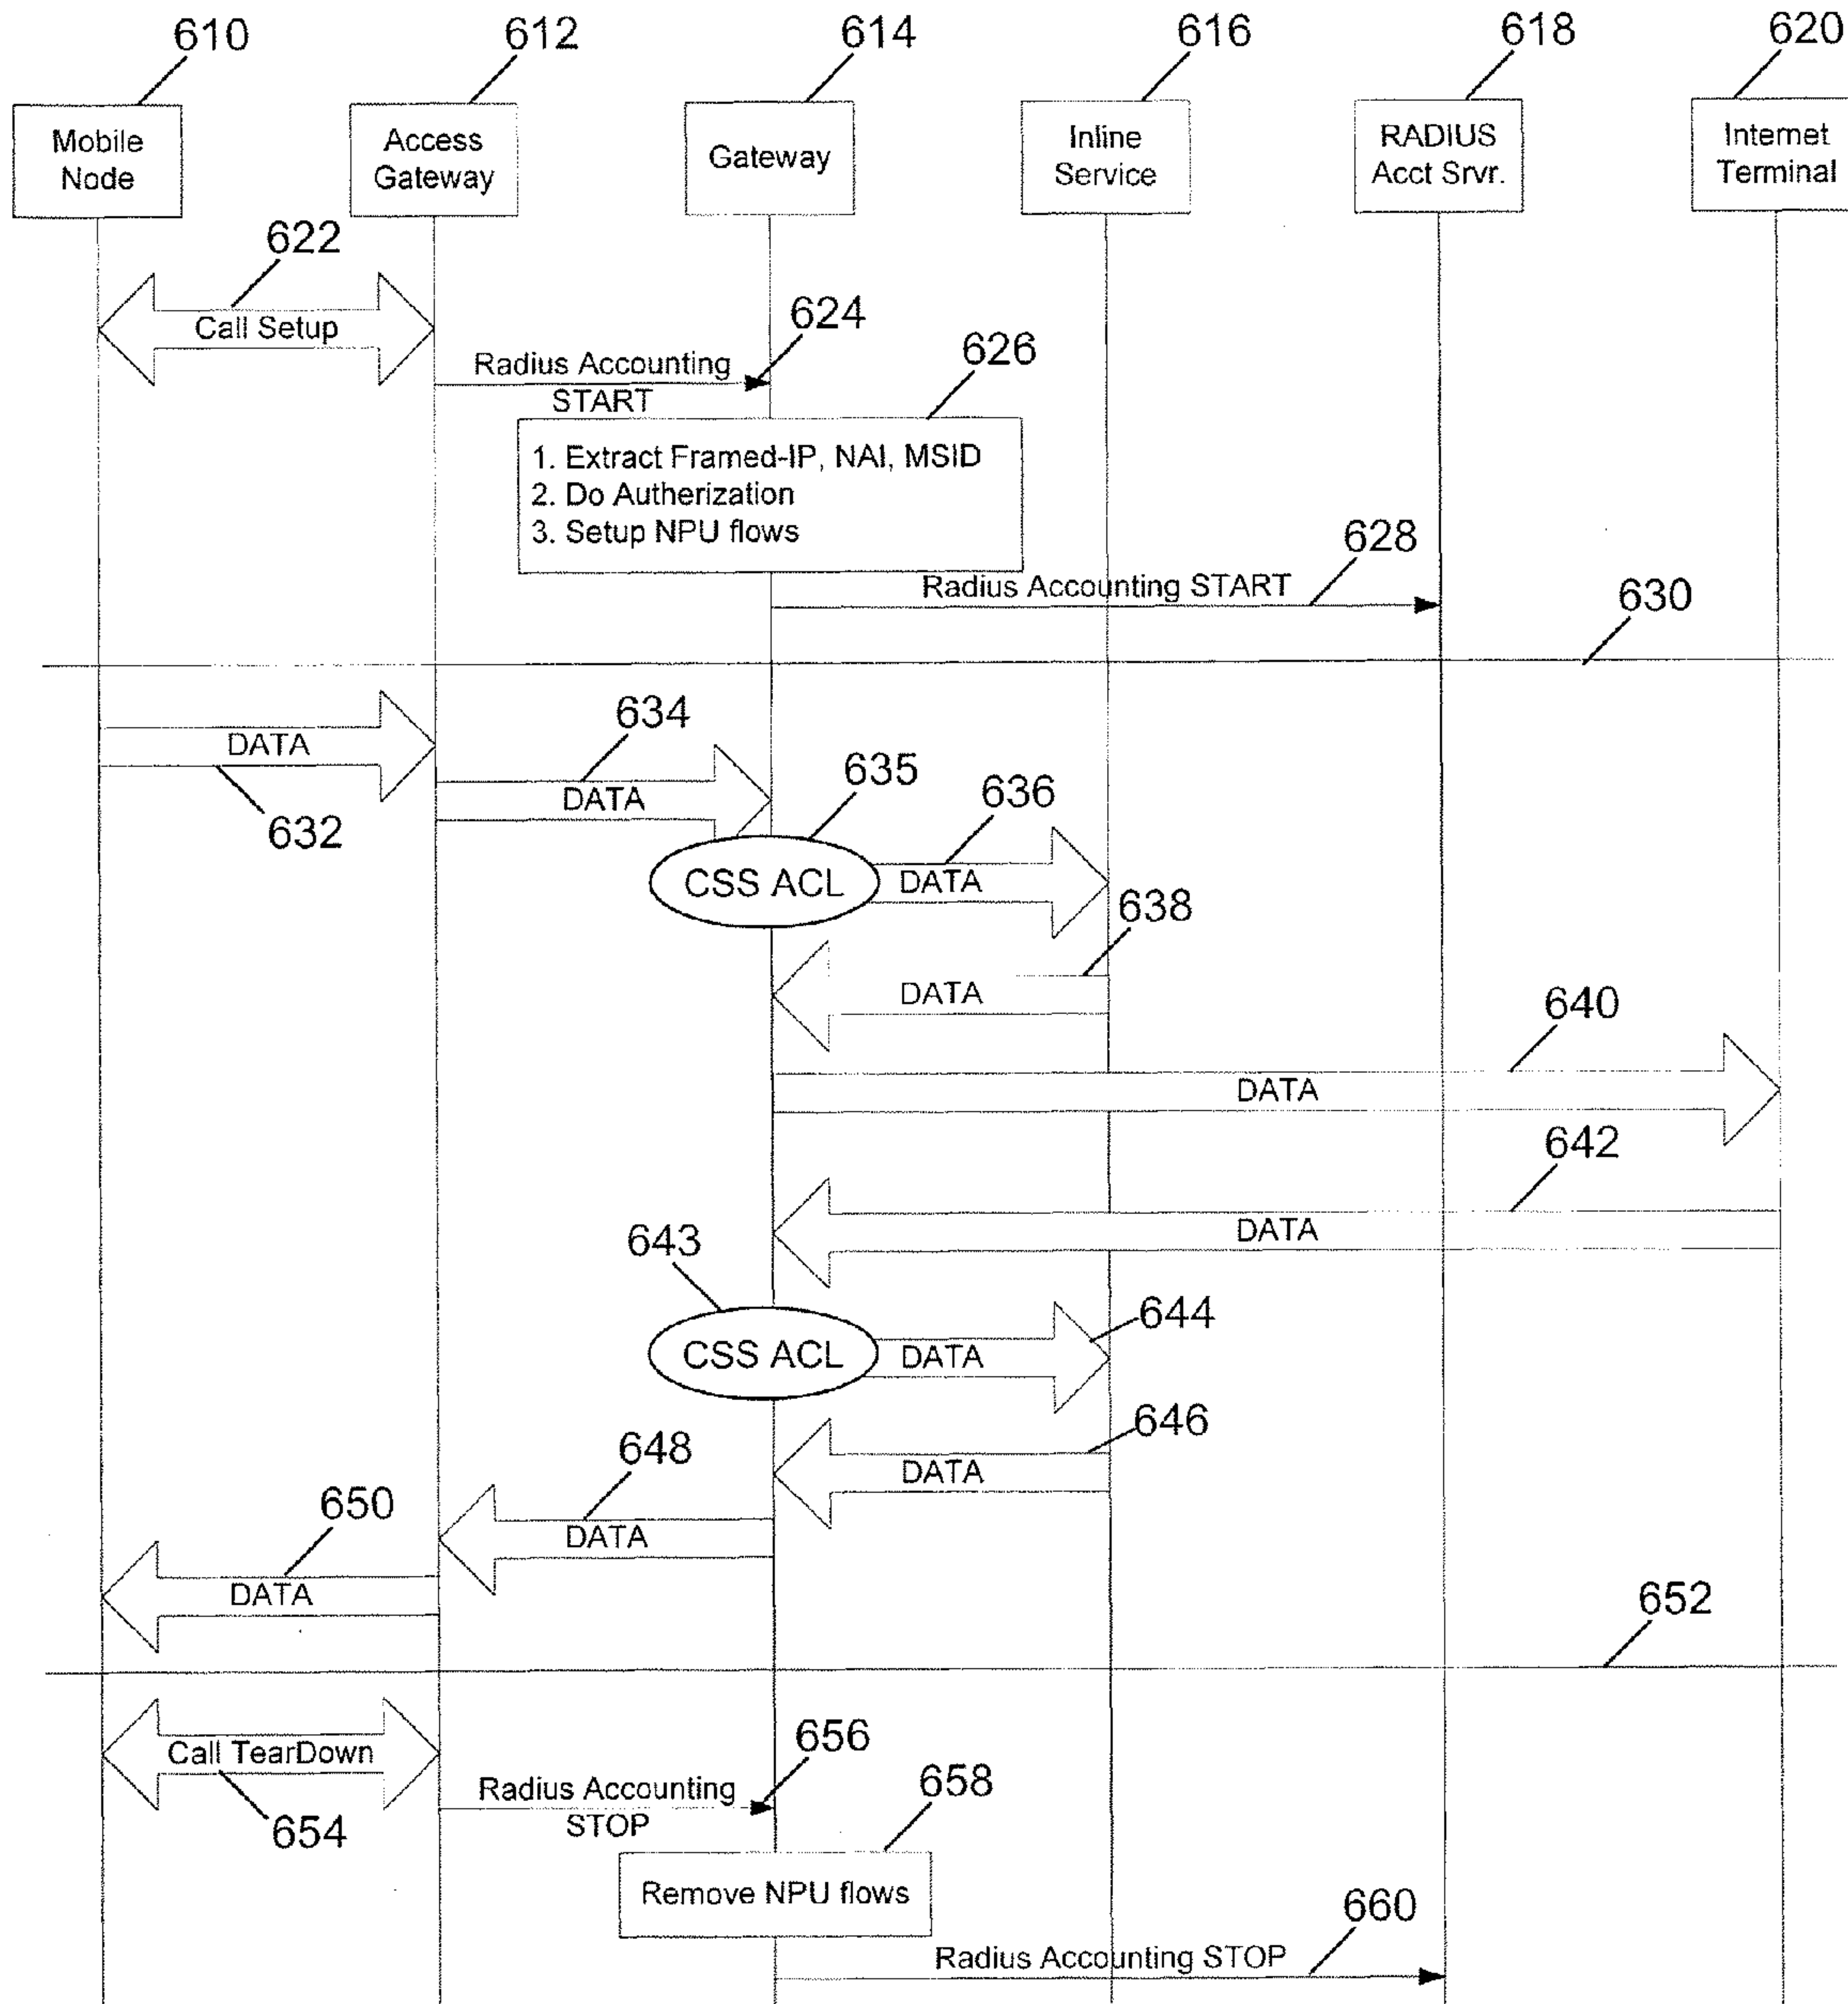 610
612
614
616
618
620
Mobile
Node
Access
Gateway
Gateway
Inline
Service
RADIUS
Acct Srvr.
Internet
Terminal
622
Call Setup
624
Radius Accounting
START
626
1. Extract Framed-IP, NAI, MSID
2. Do Autherization
3. Setup NPU flows
628
Radius Accounting START
630
DATA
632
634
DATA
635
CSS ACL
636
DATA
638
DATA
640
DATA
642
DATA
643
CSS ACL
644
DATA
646
DATA
648
DATA
650
DATA
652
Call TearDown
654
656
Radius Accounting
STOP
658
Remove NPU flows
660
Radius Accounting STOP